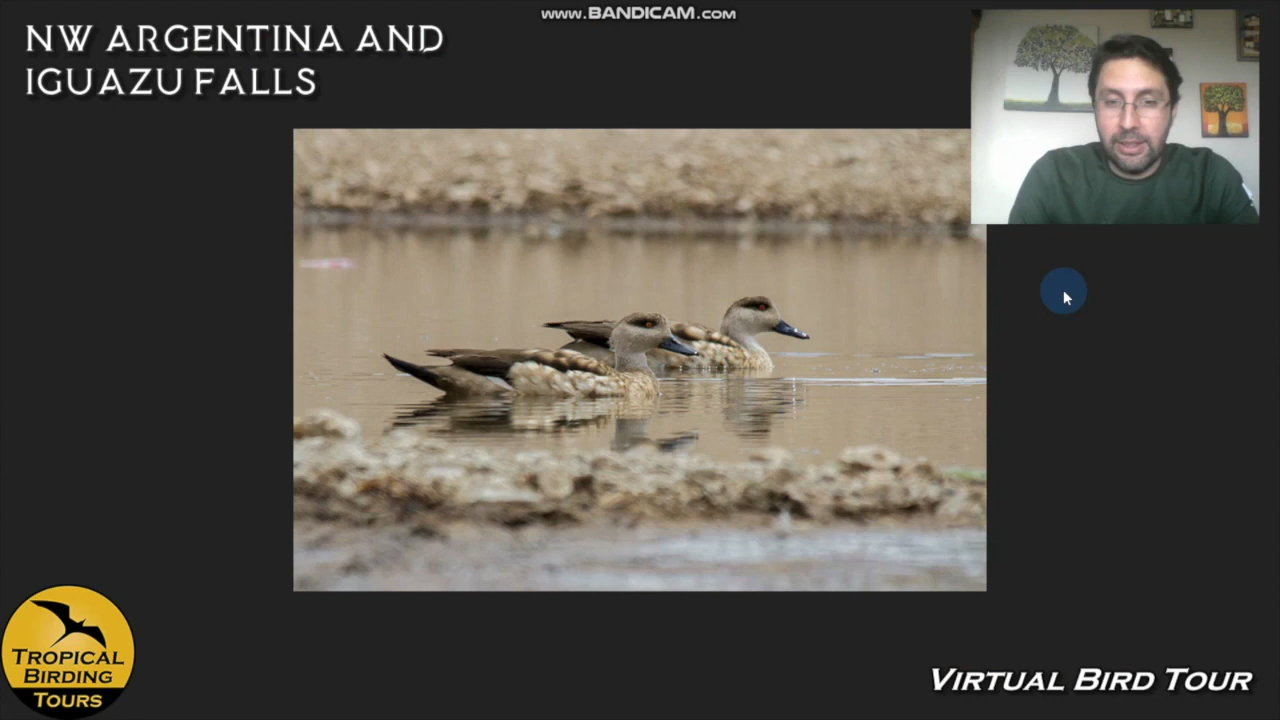 www.BANDICAM.com
NW ARGENTINA AND
IGUAZU FALLS
TROPICAL
BIRDING
TOURS
VIRTUAL BIRD TOUR